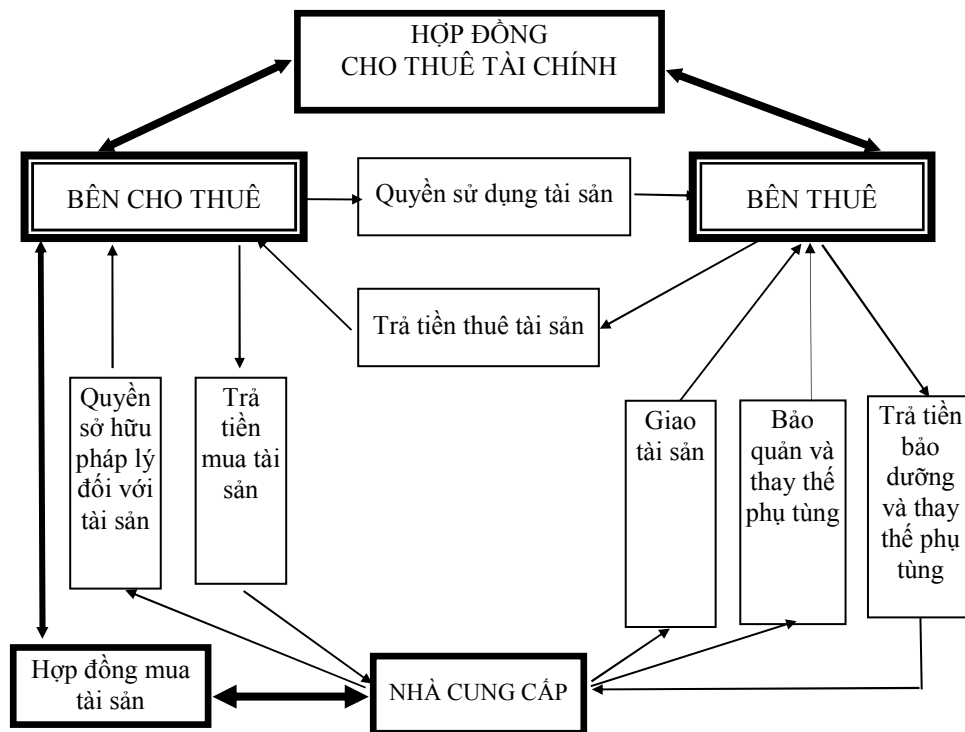 HỢP ĐỒNG
CHO THUÊ TÀI CHÍNH
BÊN CHO THUÊ
Quyền sử dụng tài sản
BÊN THUÊ
Trả tiền thuê tài sản
Quyền
sở hữu
pháp lý
đối với
tài sản
Trả
tiền
mua tài
sản
Giao
tài sản
Bảo
quản và
thay thế
phụ tùng
Trả tiền
bảo
dưỡng
và thay
thế phụ
tùng
Hợp đồng mua
tài sản
NHÀ CUNG CẤP